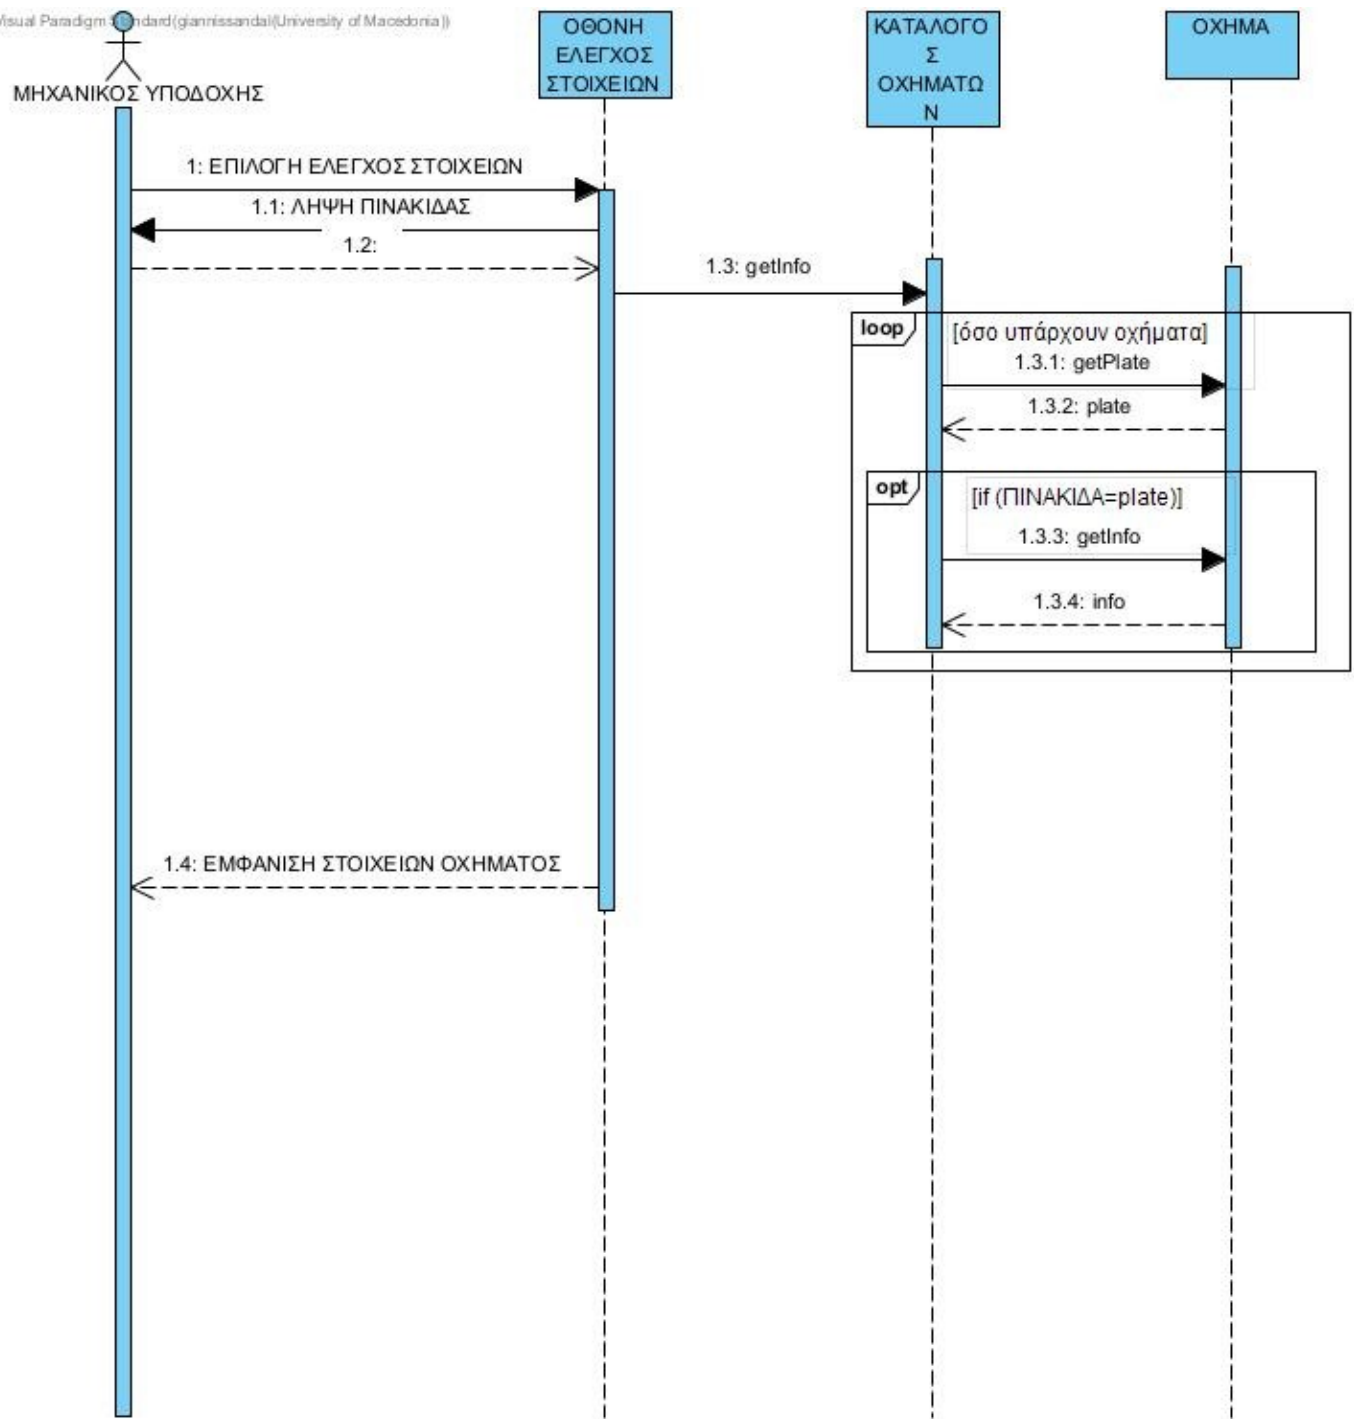 Visual Paradigm Standard(giannissandal(University of Macedonia))
ΜΗΧΑΝΙΚΟΣ ΥΠΟΔΟΧΗΣ
ΟΘΟΝΗ
ΕΛΕΓΧΟΣ
ΣΤΟΙΧΕΙΩΝ
ΚΑΤΑΛΟΓΟ
Σ
ΟΧΗΜΑΤΩ
Ν
ΟΧΗΜΑ
1: ΕΠΙΛΟΓΗ ΕΛΕΓΧΟΣ ΣΤΟΙΧΕΙΩΝ
1.1: ΛΗΨΗ ΠΙΝΑΚΙΔΑΣ
1.2:
1.3: getInfo
loop
[όσο υπάρχουν οχήματα]
1.3.1: getPlate
1.3.2: plate
opt
[if (ΠΙΝΑΚΙΔΑ=plate)]
1.3.3: getInfo
1.3.4: info
1.4: ΕΜΦΑΝΙΣΗ ΣΤΟΙΧΕΙΩΝ ΟΧΗΜΑΤΟΣ